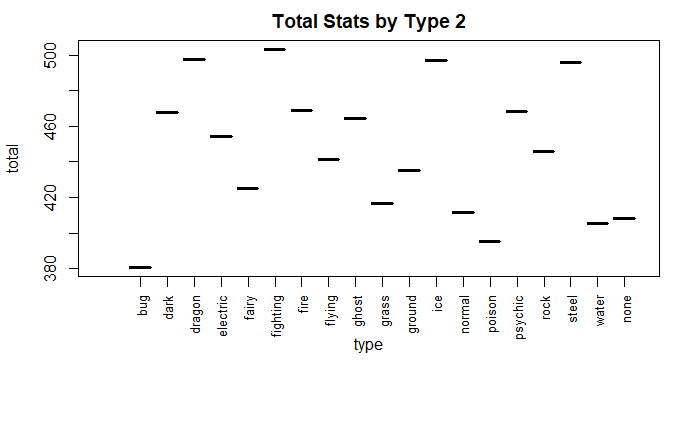 Total Stats by Type 2
total
500
460
420
380
bug
dark
dragon
electric
fairy
fighting
fire
flying
ghost
grass
ground
ice
normal
poison
psychic
rock
steel
water
none
type